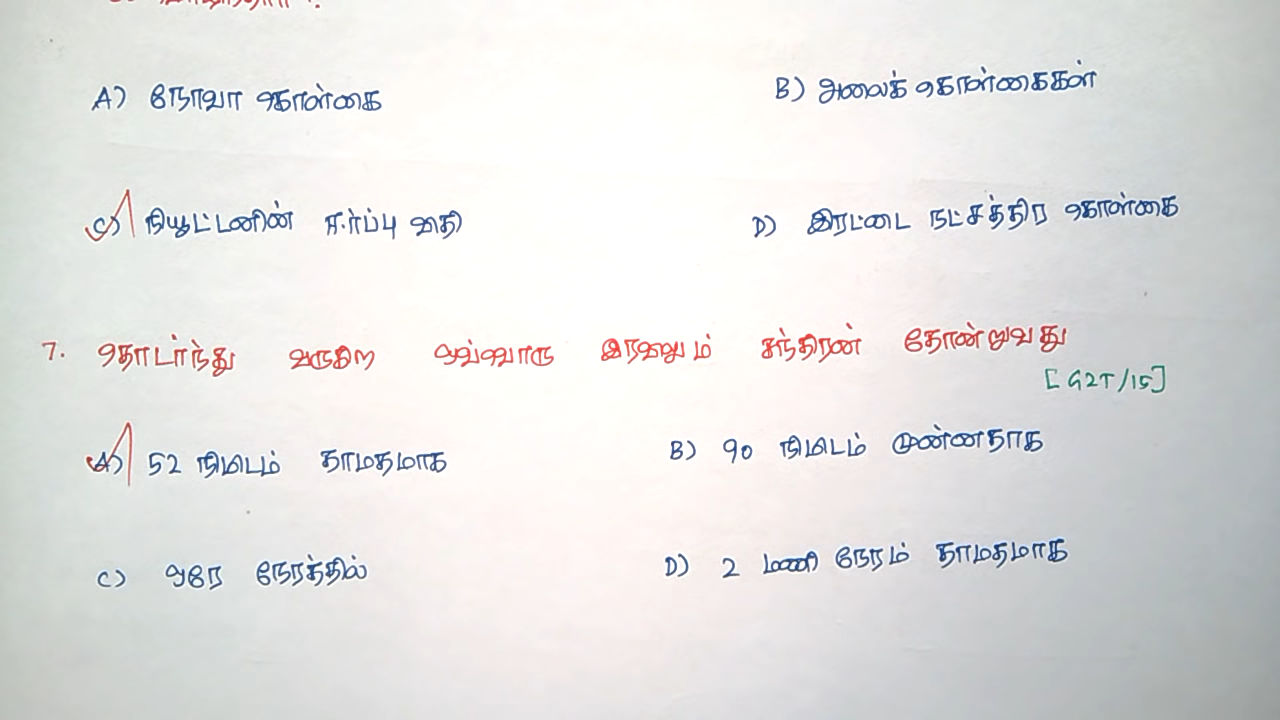 A) நோவா கொள்கை B) அலைக் கொள்கைகள்
C) நியூட்டனின் ஈர்ப்பு விதி D) இரட்டை நட்சத்திர கொள்கை
7. தொடர்ந்து வருகிற ஒவ்வொரு இரவும் சந்திரன் தோன்றுவது
[G2T/15]
A) 52 நிமிடம் தாமதமாக B) 90 நிமிடம் முன்னதாக
C) ஒரே நேரத்தில் D) 2 மணி நேரம் தாமதமாக